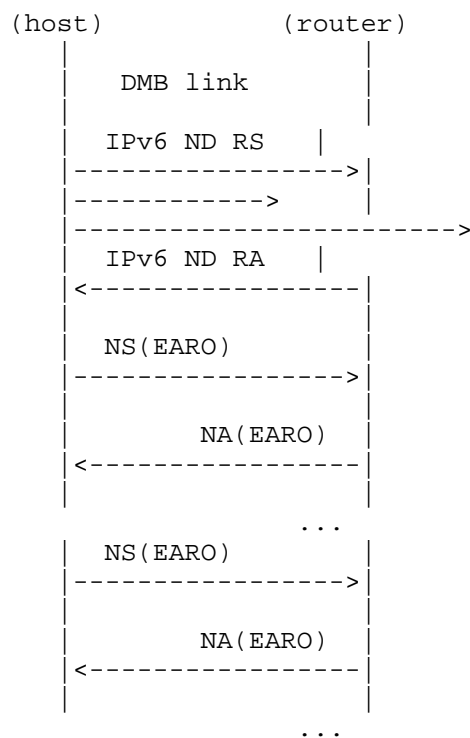 (host) (router)
DMB link
IPv6 ND RS |
----------------->|
------------>
------------------------>
IPv6 ND RA |
<-----------------
NS(EARO)
----------------->
NA(EARO)
<-----------------
...
NS(EARO)
----------------->
NA(EARO)
<-----------------
...